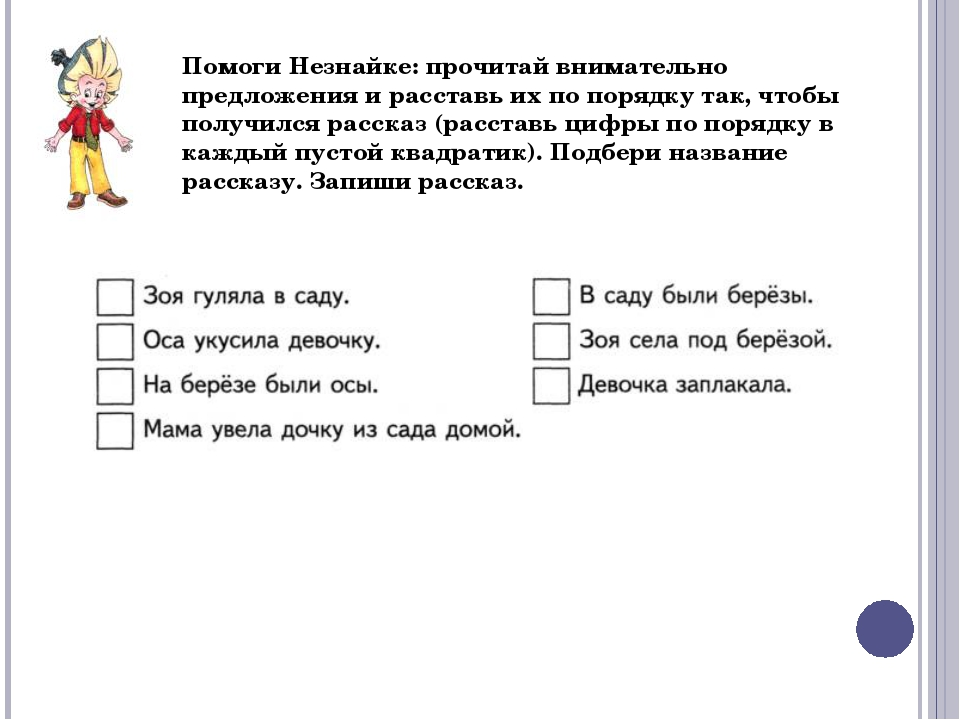 Помоги Незнайке: прочитай внимательно
предложения и расставь их по порядку так, чтобы
получился рассказ (расставь цифры по порядку в
каждый пустой квадратик). Подбери название
рассказу. Запиши рассказ.
Зоя гуляла в саду.
Оса укусила девочку.
На берёзе были осы.
Мама увела дочку из сада домой.
В саду были берёзы.
Зоя села под берёзой.
Девочка заплакала.